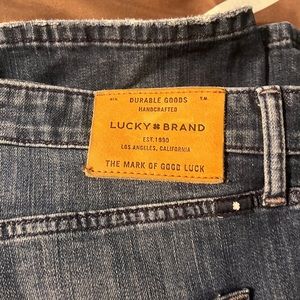 DURABLE GOODS T.M.
HANDCRAFTED
LUCKY BRAND
EST. 1990
LOS ANGELES, CALIFORNIA
THE MARK OF GOOD LUCK